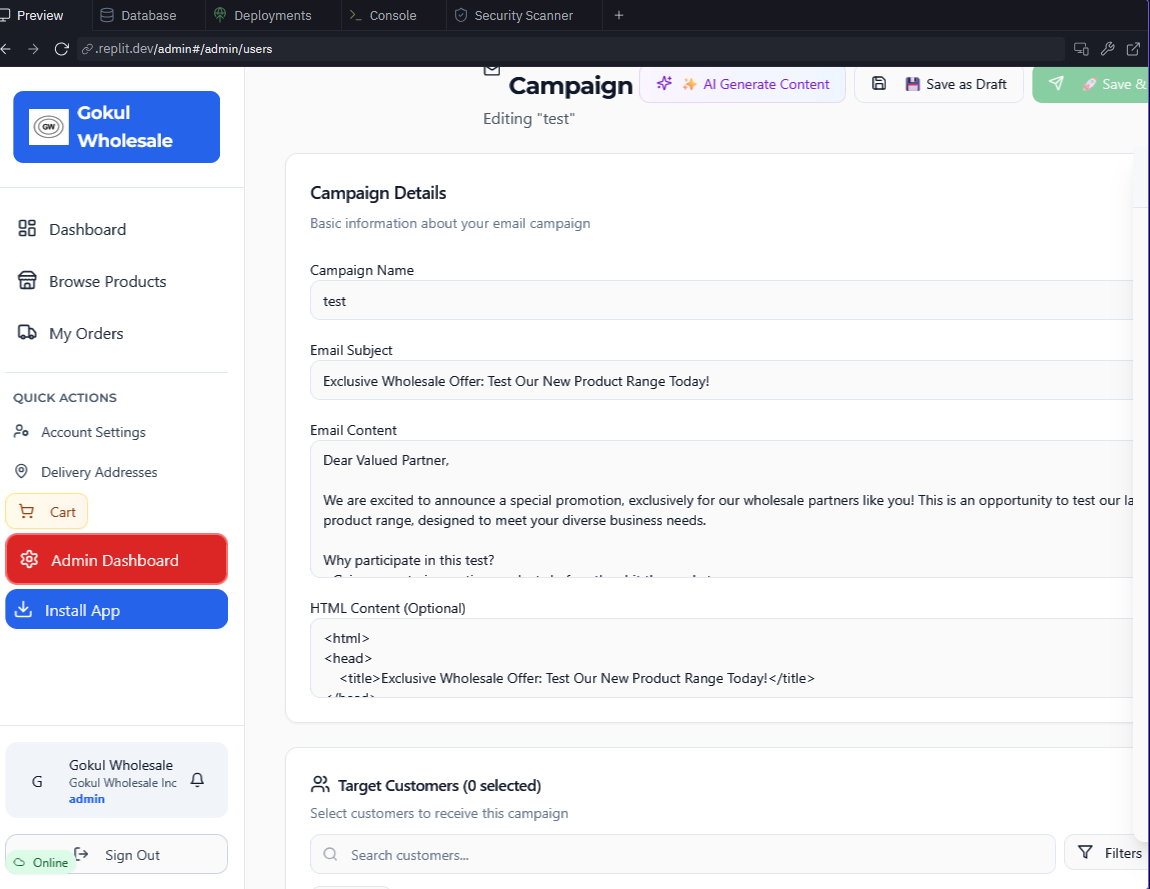 Preview
Database
Deployments
Console
Security Scanner
.replit.dev/admin#/admin/users
GW
Gokul
Wholesale
Dashboard
Browse Products
My Orders
QUICK ACTIONS
Account Settings
Delivery Addresses
Cart
Admin Dashboard
Install App
G
Gokul Wholesale
Gokul Wholesale Inc
admin
Online
Sign Out
Campaign
✨ AI Generate Content
💾 Save as Draft
🚀 Save &
Editing "test"
Campaign Details
Basic information about your email campaign
Campaign Name
test
Email Subject
Exclusive Wholesale Offer: Test Our New Product Range Today!
Email Content
Dear Valued Partner,
We are excited to announce a special promotion, exclusively for our wholesale partners like you! This is an opportunity to test our la
product range, designed to meet your diverse business needs.
Why participate in this test?
HTML Content (Optional)
<html>
<head>
<title>Exclusive Wholesale Offer: Test Our New Product Range Today!</title>
</head>
Target Customers (0 selected)
Select customers to receive this campaign
Search customers...
Filters